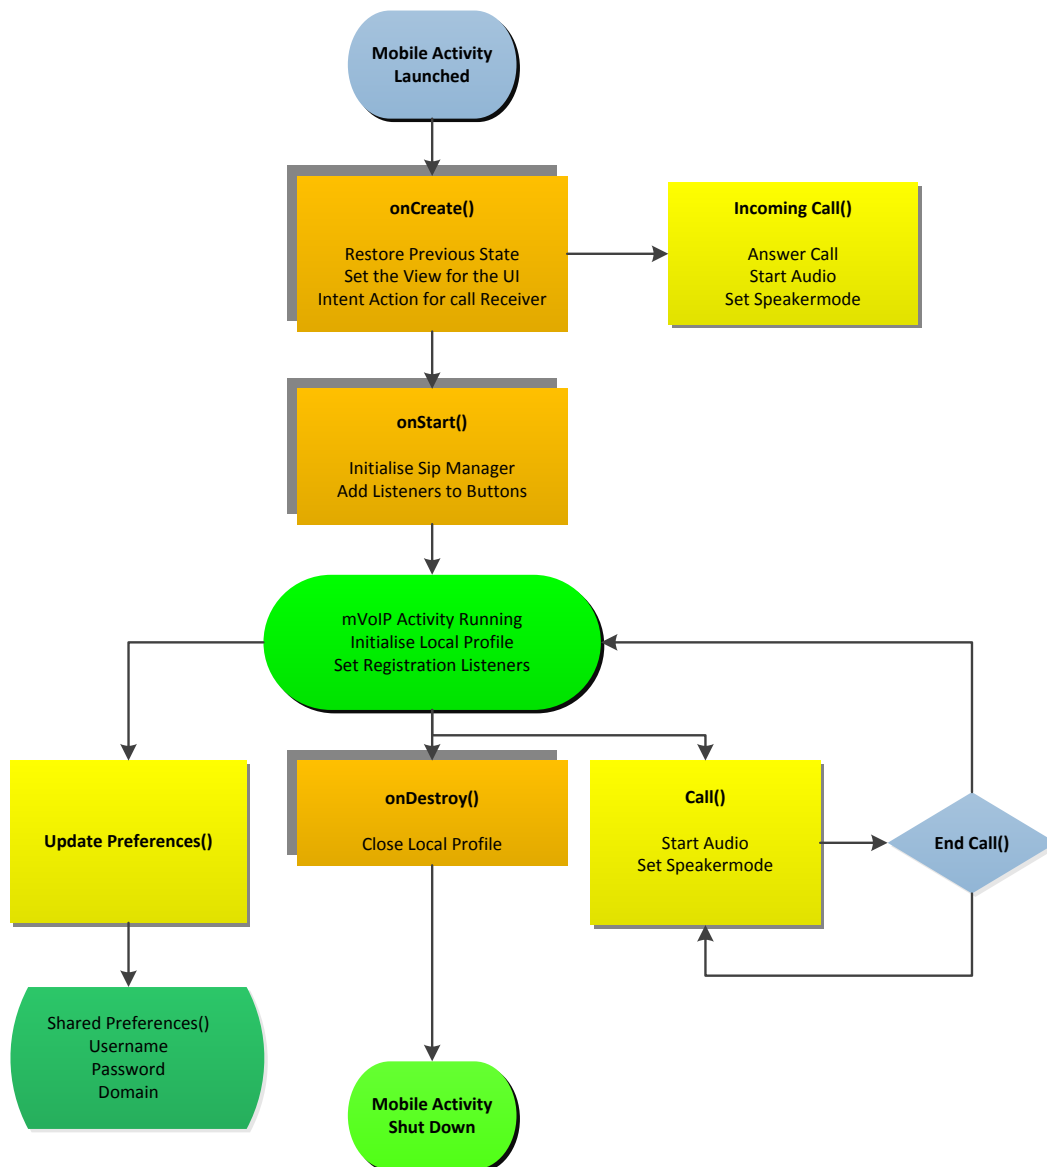 Mobile Activity
Launched
onCreate()
Restore Previous State
Set the View for the UI
Intent Action for call Receiver
Incoming Call()
Answer Call
Start Audio
Set Speakermode
onStart()
Initialise Sip Manager
Add Listeners to Buttons
mVoIP Activity Running
Initialise Local Profile
Set Registration Listeners
Update Preferences()
onDestroy()
Close Local Profile
Call()
Start Audio
Set Speakermode
End Call()
Shared Preferences()
Username
Password
Domain
Mobile Activity
Shut Down